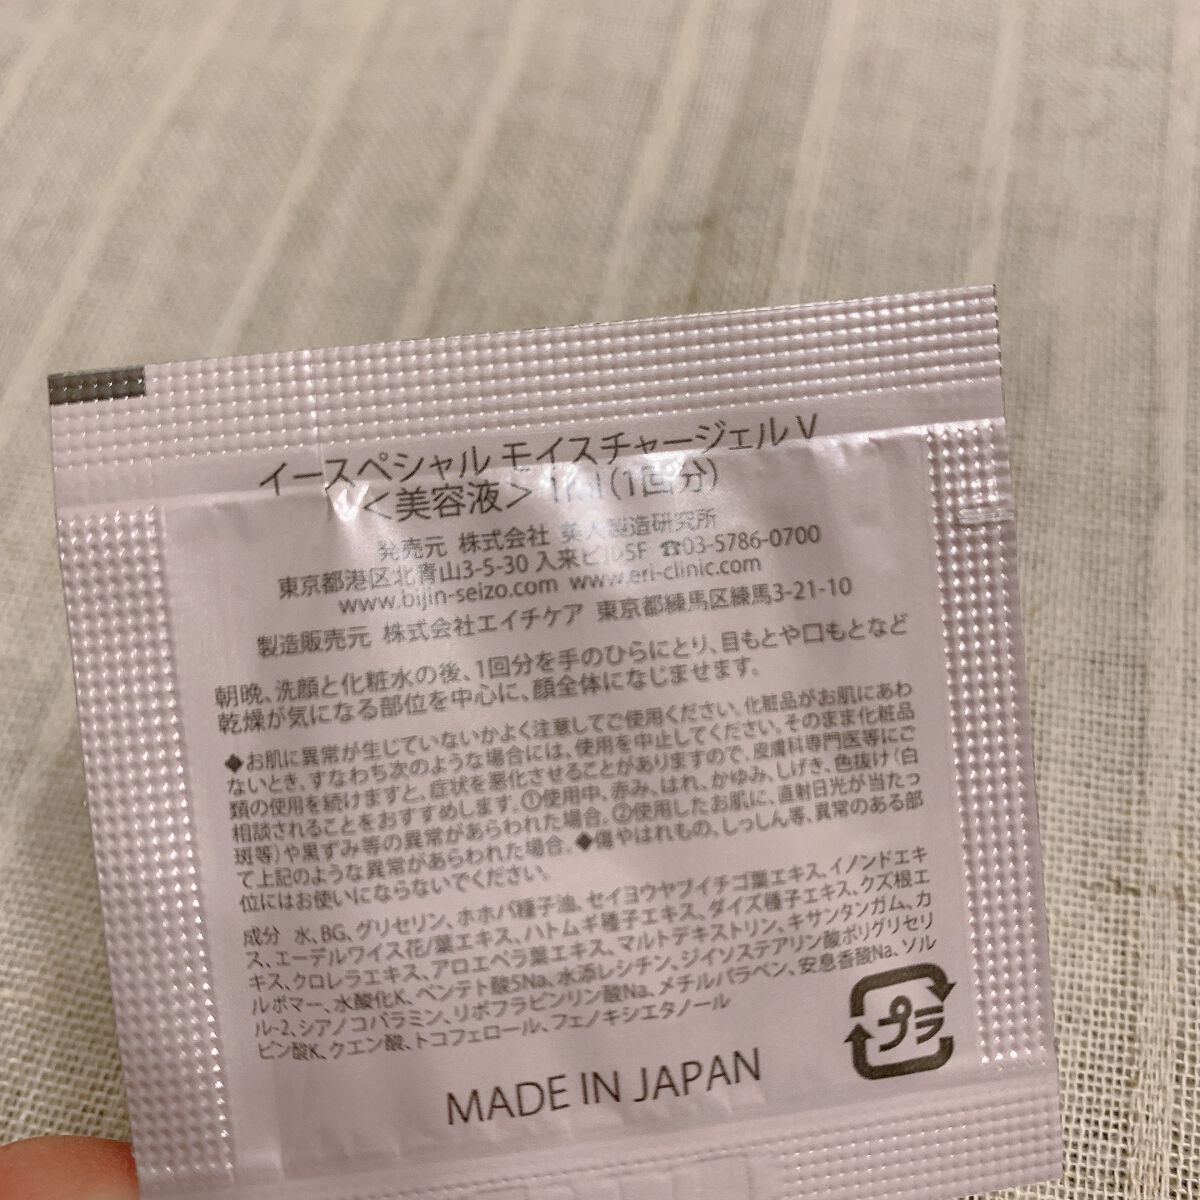 イースペシャル モイスチャージェル V
＜美容液＞ 1ml（1回分）
発売元 株式会社 美人製造研究所
東京都港区北青山3-5-30 入来ビル5F ☎03-5786-0700
www.bijin-seizo.com www.eri-clinic.com
製造販売元 株式会社エイチケア 東京都練馬区練馬3-21-10
朝晩、洗顔と化粧水の後、1回分を手のひらにとり、目もとや口もとなど
乾燥が気になる部位を中心に、顔全体になじませます。
◆お肌に異常が生じていないかよく注意してご使用ください。化粧品がお肌にあわ
ないとき、すなわち次のような場合には、使用を中止してください。そのまま化粧品
類の使用を続けますと、症状を悪化させることがありますので、皮膚科専門医等にご
相談されることをおすすめします。①使用中、赤み、はれ、かゆみ、しげき、色抜け（白
斑等）や黒ずみ等の異常があらわれた場合。②使用したお肌に、直射日光が当たっ
て上記のような異常があらわれた場合。◆傷やはれもの、しっしん等、異常のある部
位にはお使いにならないでください。
成分 水、BG、グリセリン、ホホバ種子油、セイヨウヤブイチゴ葉エキス、イノンドエキ
ス、エーデルワイス花/葉エキス、ハトムギ種子エキス、ダイズ種子エキス、クズ根エ
キス、クロレラエキス、アロエベラ葉エキス、マルトデキストリン、キサンタンガム、カ
ルボマー、水酸化K、ペンテト酸5Na、水添レシチン、ジイソステアリン酸ポリグリセリ
ル-2、シアノコバラミン、リボフラビンリン酸Na、メチルパラベン、安息香酸Na、ソル
ビン酸K、クエン酸、トコフェロール、フェノキシエタノール
プラ
MADE IN JAPAN